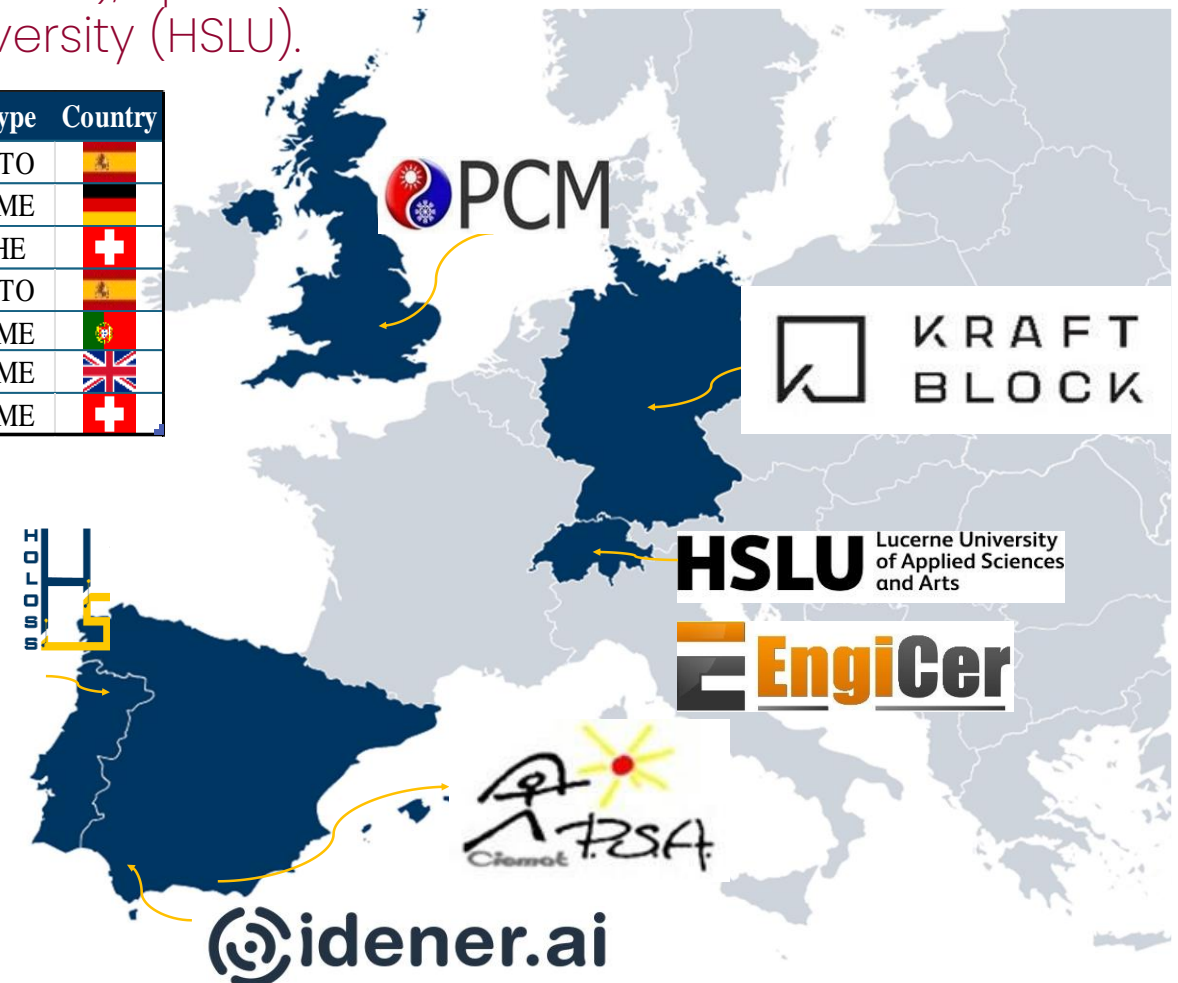 versity (HSLU).
ype Country
TO
ME
HE
TO
ME
ME
ME
PCM
KRAFT
BLOCK
HOLOSS
HS
HSLU Lucerne University
of Applied Sciences
and Arts
EngiCer
Ciemat P.S.A.
idener.ai